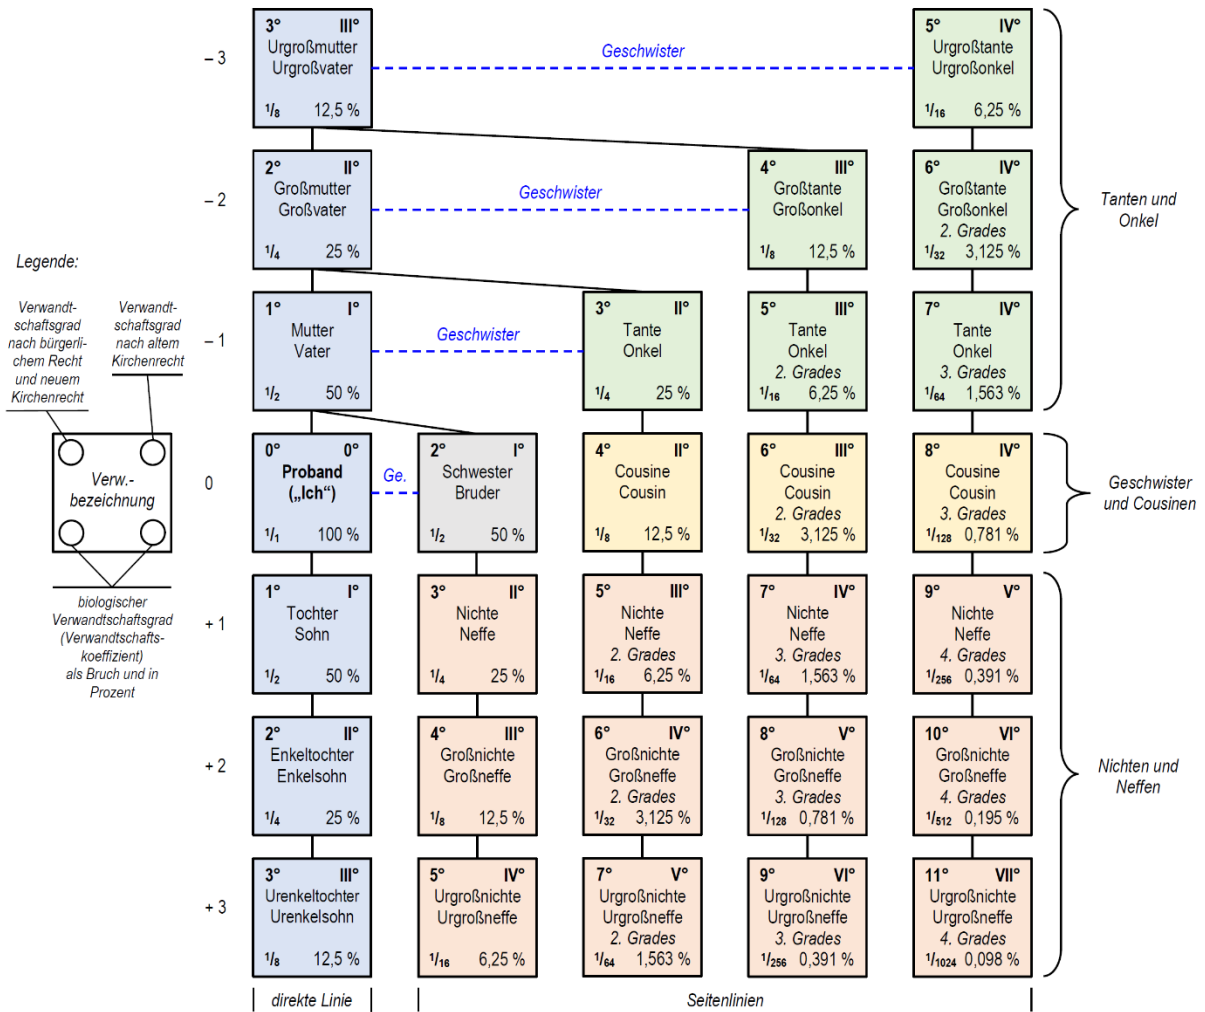 – 3
3° III°
Urgroßmutter
Urgroßvater
1/8 12,5 %
Geschwister
5° IV°
Urgroßtante
Urgroßonkel
1/16 6,25 %
– 2
2° II°
Großmutter
Großvater
1/4 25 %
Geschwister
4° III°
Großtante
Großonkel
1/8 12,5 %
6° IV°
Großtante
Großonkel
2. Grades
1/32 3,125 %
Tanten und
Onkel
– 1
1° I°
Mutter
Vater
1/2 50 %
Geschwister
3° II°
Tante
Onkel
1/4 25 %
5° III°
Tante
Onkel
2. Grades
1/16 6,25 %
7° IV°
Tante
Onkel
3. Grades
1/64 1,563 %
Legende:
Verwandt-
schaftsgrad
nach bürgerli-
chem Recht
und neuem
Kirchenrecht
Verwandt-
schaftsgrad
nach altem
Kirchenrecht
Verw.-
bezeichnung
biologischer
Verwandtschaftsgrad
(Verwandtschafts-
koeffizient)
als Bruch und in
Prozent
0
0° 0°
Proband
(„Ich“)
1/1 100 %
Ge.
2° I°
Schwester
Bruder
1/2 50 %
4° II°
Cousine
Cousin
1/8 12,5 %
6° III°
Cousine
Cousin
2. Grades
1/32 3,125 %
8° IV°
Cousine
Cousin
3. Grades
1/128 0,781 %
Geschwister
und Cousinen
+ 1
1° I°
Tochter
Sohn
1/2 50 %
3° II°
Nichte
Neffe
1/4 25 %
5° III°
Nichte
Neffe
2. Grades
1/16 6,25 %
7° IV°
Nichte
Neffe
3. Grades
1/64 1,563 %
9° V°
Nichte
Neffe
4. Grades
1/256 0,391 %
+ 2
2° II°
Enkeltochter
Enkelsohn
1/4 25 %
4° III°
Großnichte
Großneffe
1/8 12,5 %
6° IV°
Großnichte
Großneffe
2. Grades
1/32 3,125 %
8° V°
Großnichte
Großneffe
3. Grades
1/128 0,781 %
10° VI°
Großnichte
Großneffe
4. Grades
1/512 0,195 %
Nichten und
Neffen
+ 3
3° III°
Urenkeltochter
Urenkelsohn
1/8 12,5 %
5° IV°
Urgroßnichte
Urgroßneffe
1/16 6,25 %
7° V°
Urgroßnichte
Urgroßneffe
2. Grades
1/64 1,563 %
9° VI°
Urgroßnichte
Urgroßneffe
3. Grades
1/256 0,391 %
11° VII°
Urgroßnichte
Urgroßneffe
4. Grades
1/1024 0,098 %
direkte Linie
Seitenlinien